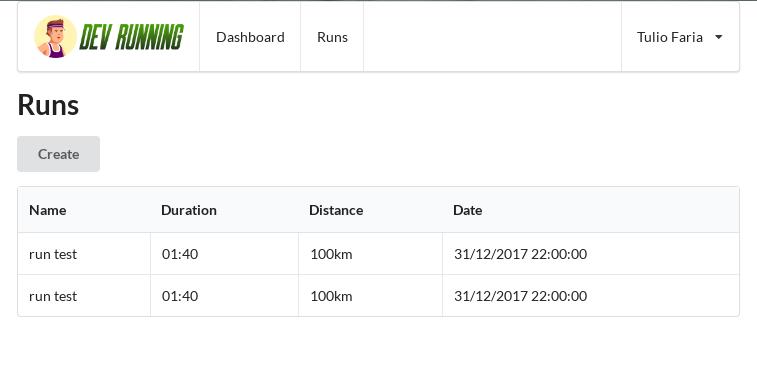 DEV RUNNING Dashboard Runs Tulio Faria
Runs
Create
Name Duration Distance Date
run test 01:40 100km 31/12/2017 22:00:00
run test 01:40 100km 31/12/2017 22:00:00